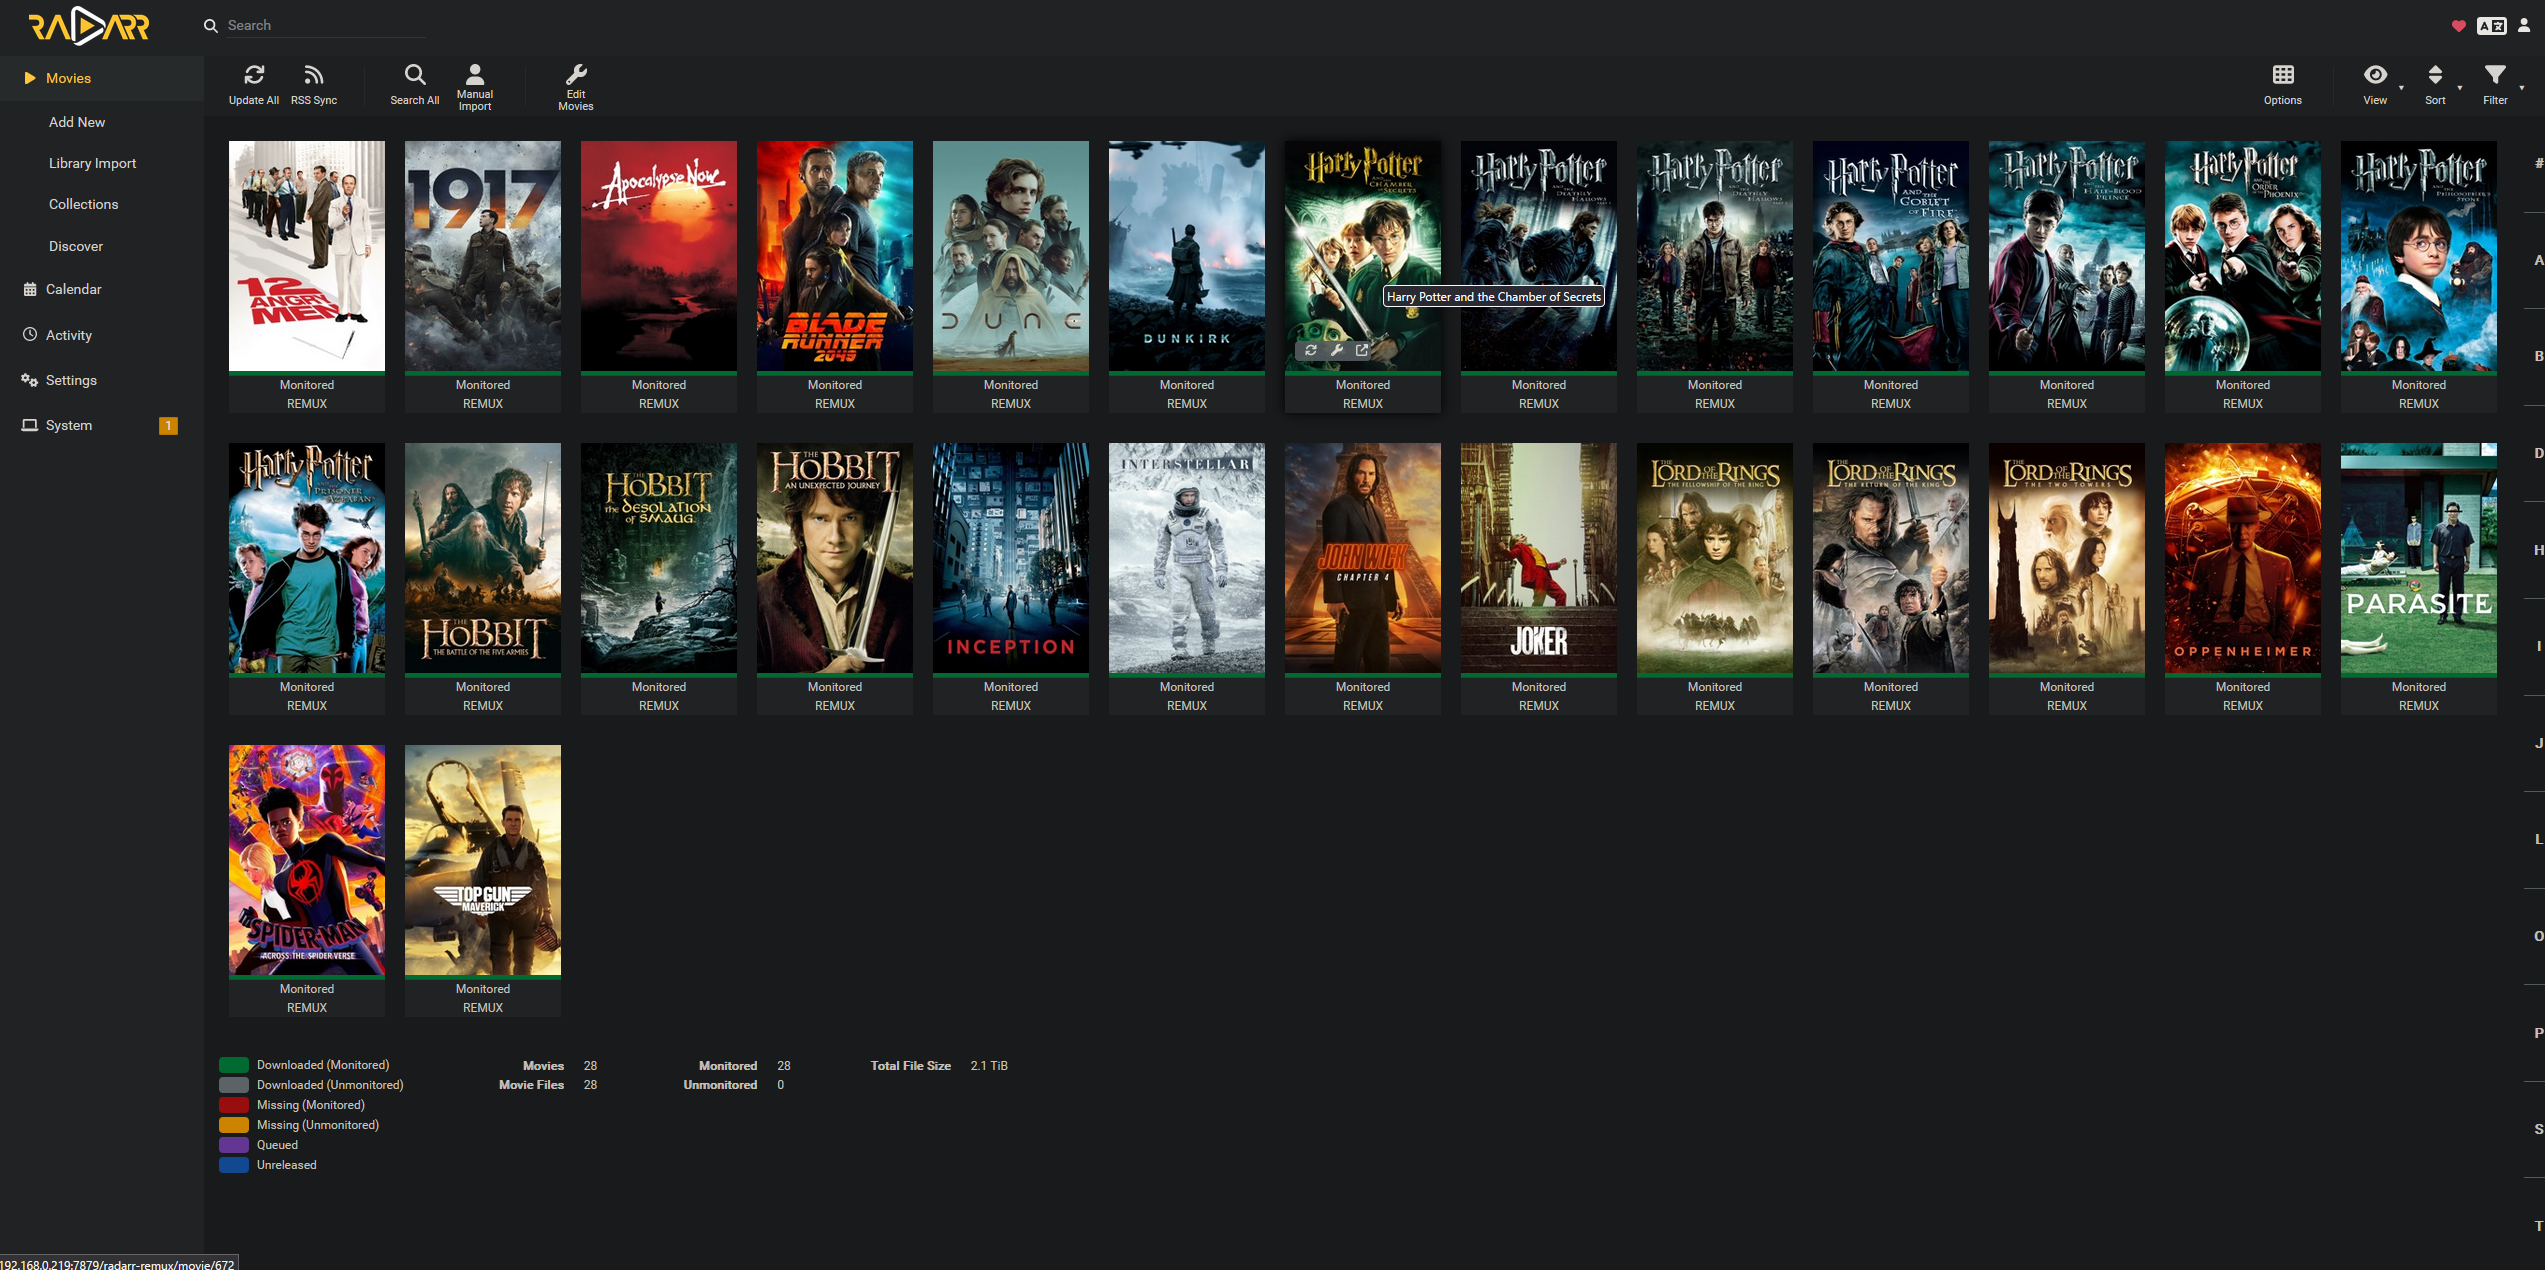 RADARR
Search
Movies
Add New
Library Import
Collections
Discover
Calendar
Activity
Settings
System
1
Update All
RSS Sync
Search All
Manual
Import
Edit
Movies
Options
View
Sort
Filter
12
ANGRY
MEN
1917
Apocalypse Now
BLADE
RUNNER
2049
DUNE
DUNKIRK
Harry Potter
AND THE
CHAMBER OF
SECRETS
Harry Potter
AND THE
DEATHLY
HALLOWS
Harry Potter
AND THE
DEATHLY
HALLOWS
Harry Potter
AND THE
GOBLET
OF FIRE
Harry Potter
AND THE
HALF-BLOOD
PRINCE
Harry Potter
AND THE
ORDER
OF THE
PHOENIX
Harry Potter
AND THE
PHILOSOPHER'S
STONE
Harry Potter and the Chamber of Secrets
Monitored Monitored Monitored Monitored Monitored Monitored Monitored Monitored Monitored Monitored Monitored Monitored Monitored
REMUX REMUX REMUX REMUX REMUX REMUX REMUX REMUX REMUX REMUX REMUX REMUX REMUX
Harry Potter
AND THE
PRISONER
OF
AZKABAN
THE
HOBBIT
THE BATTLE OF THE FIVE ARMIES
THE
HOBBIT
THE DESOLATION
OF SMAUG
THE
HOBBIT
AN UNEXPECTED JOURNEY
INCEPTION
INTERSTELLAR
JOHN WICK
CHAPTER 4
JOKER
THE
LORD OF THE RINGS
THE FELLOWSHIP OF THE RING
THE
LORD OF THE RINGS
THE RETURN OF THE KING
THE
LORD OF THE RINGS
THE TWO TOWERS
OPPENHEIMER
PARASITE
Monitored Monitored Monitored Monitored Monitored Monitored Monitored Monitored Monitored Monitored Monitored Monitored Monitored
REMUX REMUX REMUX REMUX REMUX REMUX REMUX REMUX REMUX REMUX REMUX REMUX REMUX
SPIDER-MAN
ACROSS THE SPIDER-VERSE
TOP GUN
MAVERICK
Monitored Monitored
REMUX REMUX
Downloaded (Monitored)
Downloaded (Unmonitored)
Missing (Monitored)
Missing (Unmonitored)
Queued
Unreleased
Movies 28
Movie Files 28
Monitored 28
Unmonitored 0
Total File Size 2.1 TiB
#
A
B
D
H
I
J
L
O
P
S
T
192.168.0.219:7879/radarr-remux/movie/672